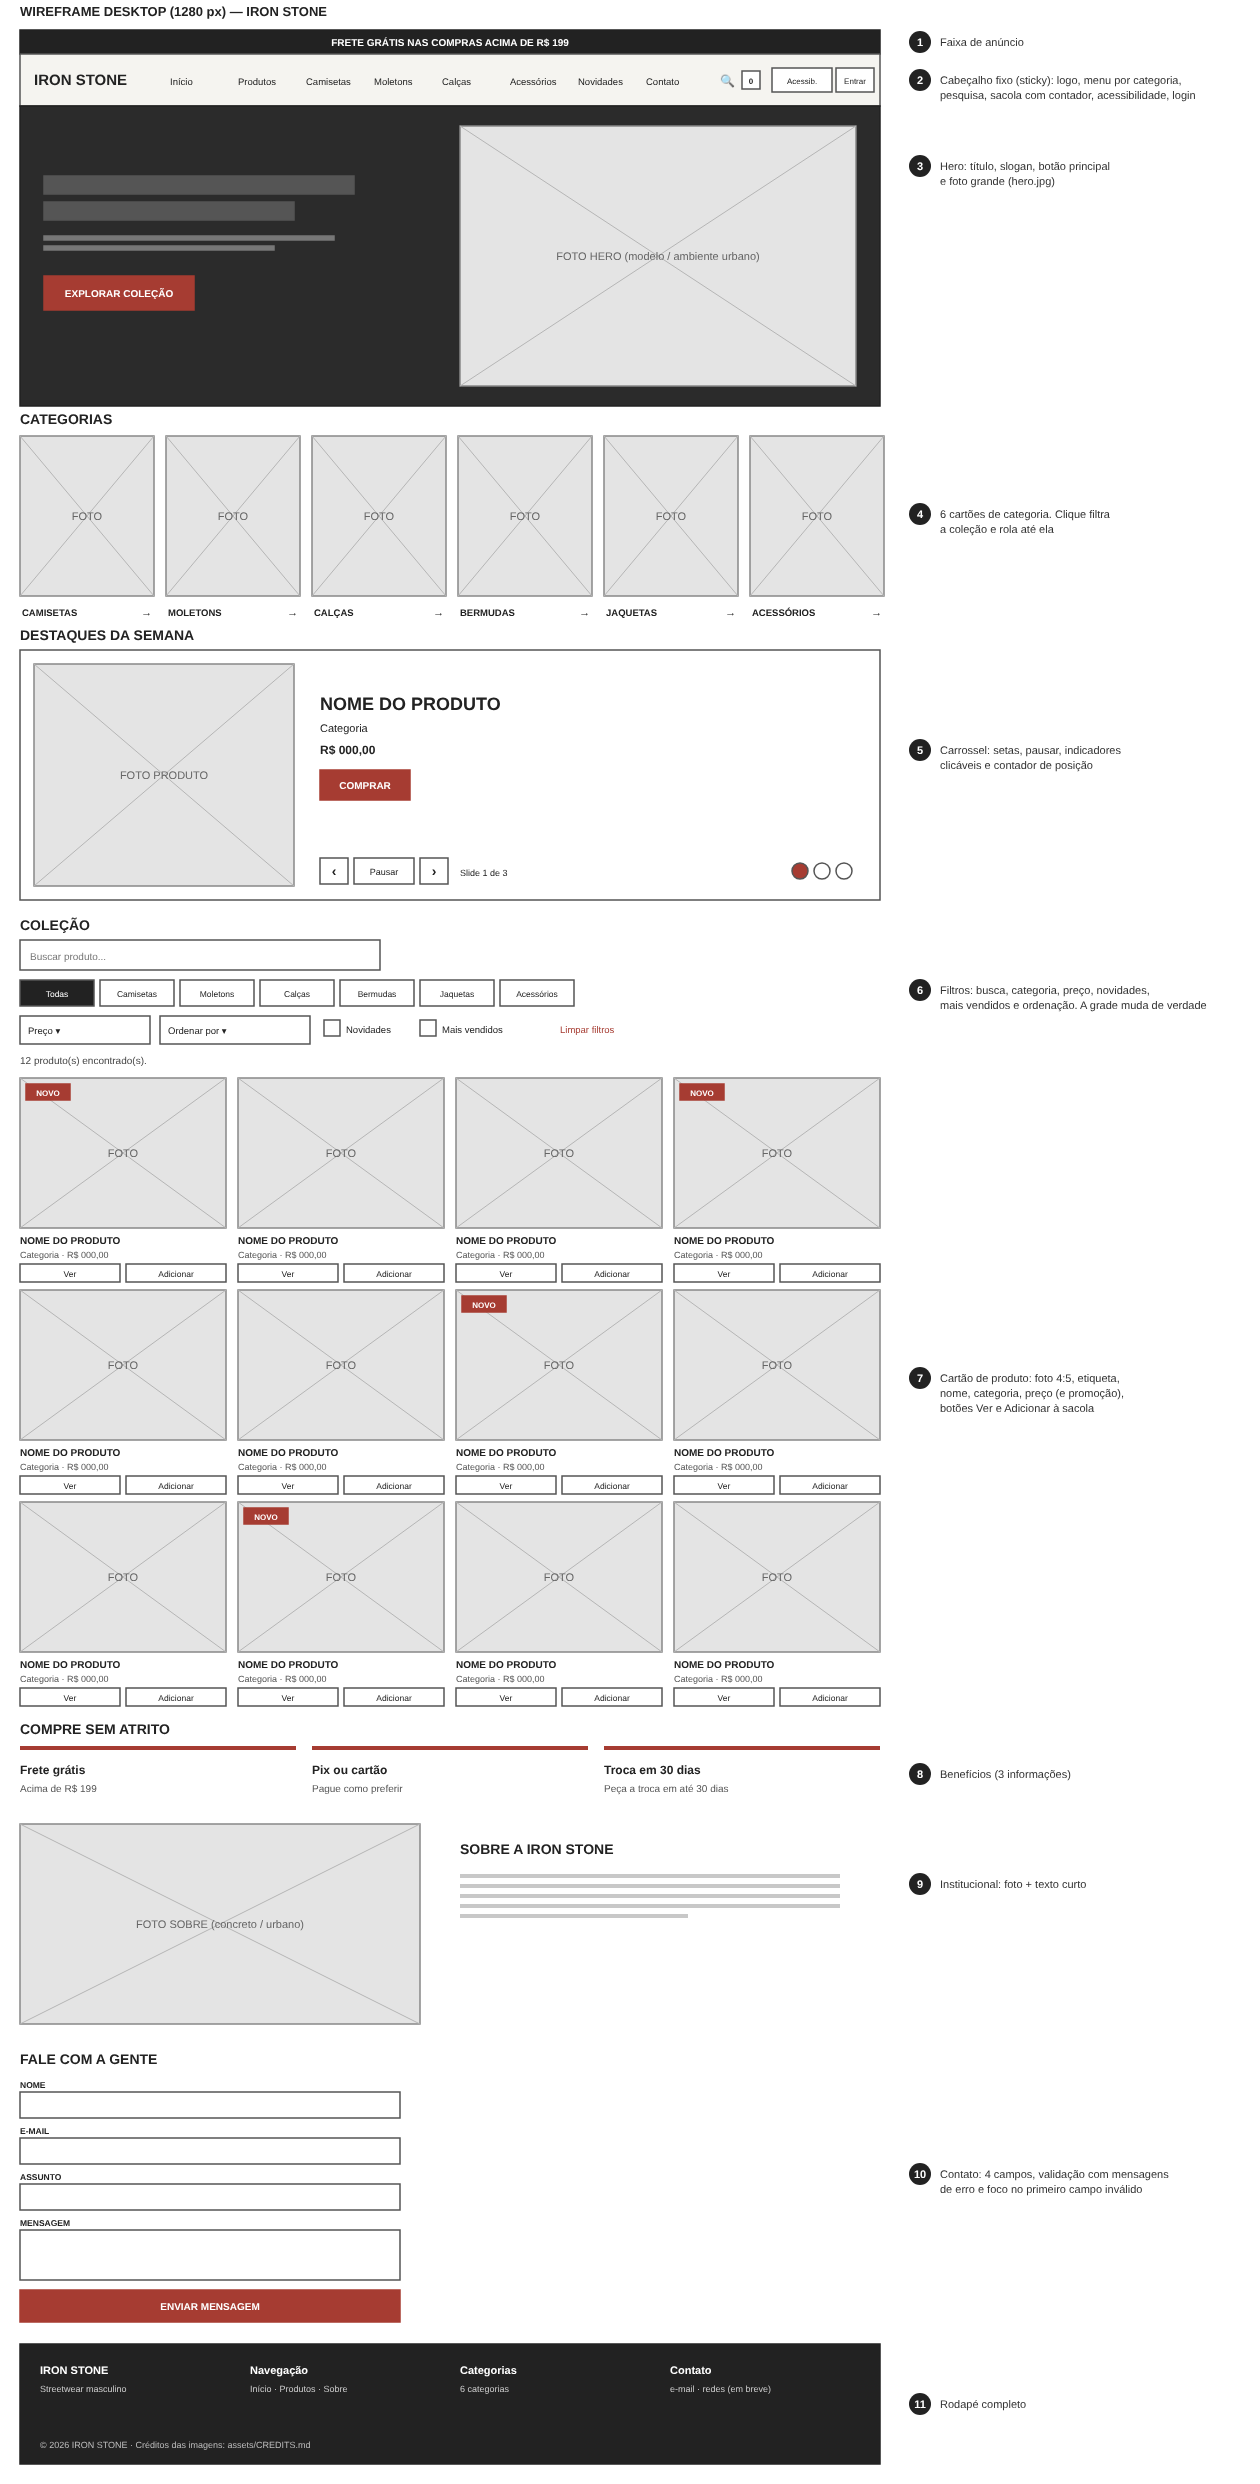 WIREFRAME DESKTOP (1280 px) — IRON STONE
FRETE GRÁTIS NAS COMPRAS ACIMA DE R$ 199
1 Faixa de anúncio
IRON STONE Início Produtos Camisetas Moletons Calças Acessórios Novidades Contato 🔍 0 Acessib. Entrar
2 Cabeçalho fixo (sticky): logo, menu por categoria,
pesquisa, sacola com contador, acessibilidade, login
3 Hero: título, slogan, botão principal
e foto grande (hero.jpg)
FOTO HERO (modelo / ambiente urbano)
EXPLORAR COLEÇÃO
CATEGORIAS
FOTO FOTO FOTO FOTO FOTO FOTO
4 6 cartões de categoria. Clique filtra
a coleção e rola até ela
CAMISETAS → MOLETONS → CALÇAS → BERMUDAS → JAQUETAS → ACESSÓRIOS →
DESTAQUES DA SEMANA
NOME DO PRODUTO
Categoria
R$ 000,00
FOTO PRODUTO
COMPRAR
5 Carrossel: setas, pausar, indicadores
clicáveis e contador de posição
‹ Pausar › Slide 1 de 3
COLEÇÃO
Buscar produto...
Todas Camisetas Moletons Calças Bermudas Jaquetas Acessórios
6 Filtros: busca, categoria, preço, novidades,
mais vendidos e ordenação. A grade muda de verdade
Preço ▾ Ordenar por ▾ Novidades Mais vendidos Limpar filtros
12 produto(s) encontrado(s).
NOVO NOVO
FOTO FOTO FOTO FOTO
NOME DO PRODUTO NOME DO PRODUTO NOME DO PRODUTO NOME DO PRODUTO
Categoria · R$ 000,00 Categoria · R$ 000,00 Categoria · R$ 000,00 Categoria · R$ 000,00
Ver Adicionar Ver Adicionar Ver Adicionar Ver Adicionar
NOVO
FOTO FOTO FOTO FOTO
7 Cartão de produto: foto 4:5, etiqueta,
nome, categoria, preço (e promoção),
botões Ver e Adicionar à sacola
NOME DO PRODUTO NOME DO PRODUTO NOME DO PRODUTO NOME DO PRODUTO
Categoria · R$ 000,00 Categoria · R$ 000,00 Categoria · R$ 000,00 Categoria · R$ 000,00
Ver Adicionar Ver Adicionar Ver Adicionar Ver Adicionar
NOVO
FOTO FOTO FOTO FOTO
NOME DO PRODUTO NOME DO PRODUTO NOME DO PRODUTO NOME DO PRODUTO
Categoria · R$ 000,00 Categoria · R$ 000,00 Categoria · R$ 000,00 Categoria · R$ 000,00
Ver Adicionar Ver Adicionar Ver Adicionar Ver Adicionar
COMPRE SEM ATRITO
Frete grátis Pix ou cartão Troca em 30 dias
Acima de R$ 199 Pague como preferir Peça a troca em até 30 dias
8 Benefícios (3 informações)
SOBRE A IRON STONE
9 Institucional: foto + texto curto
FOTO SOBRE (concreto / urbano)
FALE COM A GENTE
NOME
E-MAIL
ASSUNTO
MENSAGEM
10 Contato: 4 campos, validação com mensagens
de erro e foco no primeiro campo inválido
ENVIAR MENSAGEM
IRON STONE Navegação Categorias Contato
Streetwear masculino Início · Produtos · Sobre 6 categorias e-mail · redes (em breve)
11 Rodapé completo
© 2026 IRON STONE · Créditos das imagens: assets/CREDITS.md